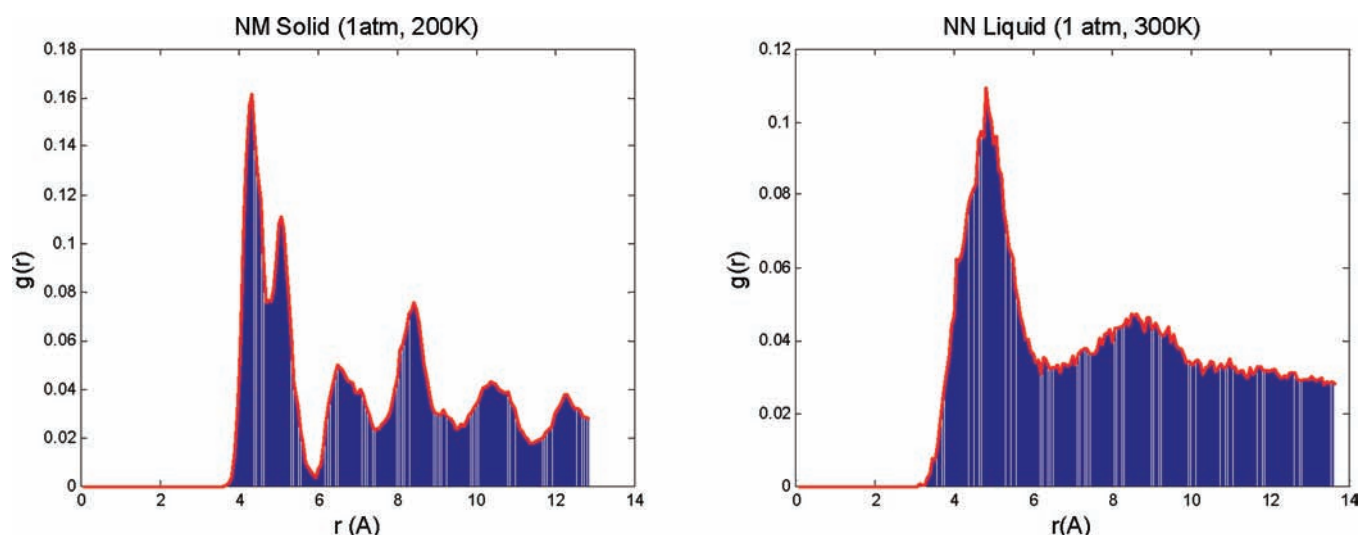 NM Solid (1atm, 200K)
0.18
0.16
0.14
0.12
0.1
0.08
0.06
0.04
0.02
0
g(r)
0 2 4 6 8 10 12 14
r (A)
NN Liquid (1 atm, 300K)
0.12
0.1
0.08
0.06
0.04
0.02
0
g(r)
0 2 4 6 8 10 12 14
r(A)